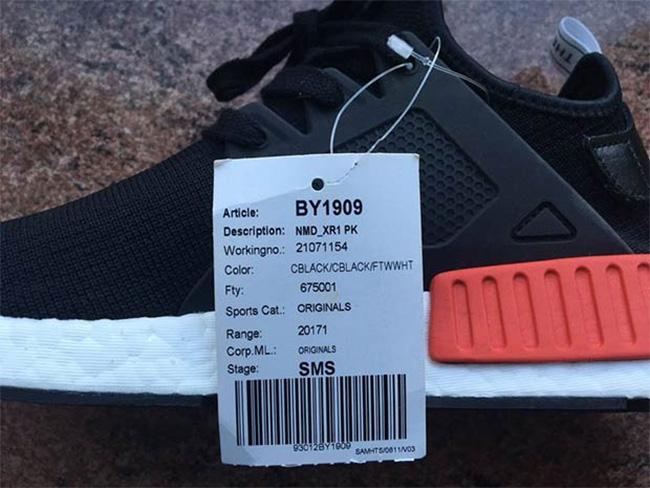 Article: BY1909
Description: NMD_XR1 PK
Workingno.: 21071154
Color: CBLACK/CBLACK/FTWWHT
Fty: 675001
Sports Cat.: ORIGINALS
Range: 20171
Corp.ML.: ORIGINALS
Stage: SMS
93012BY1909
SAMHTS/0811/V03